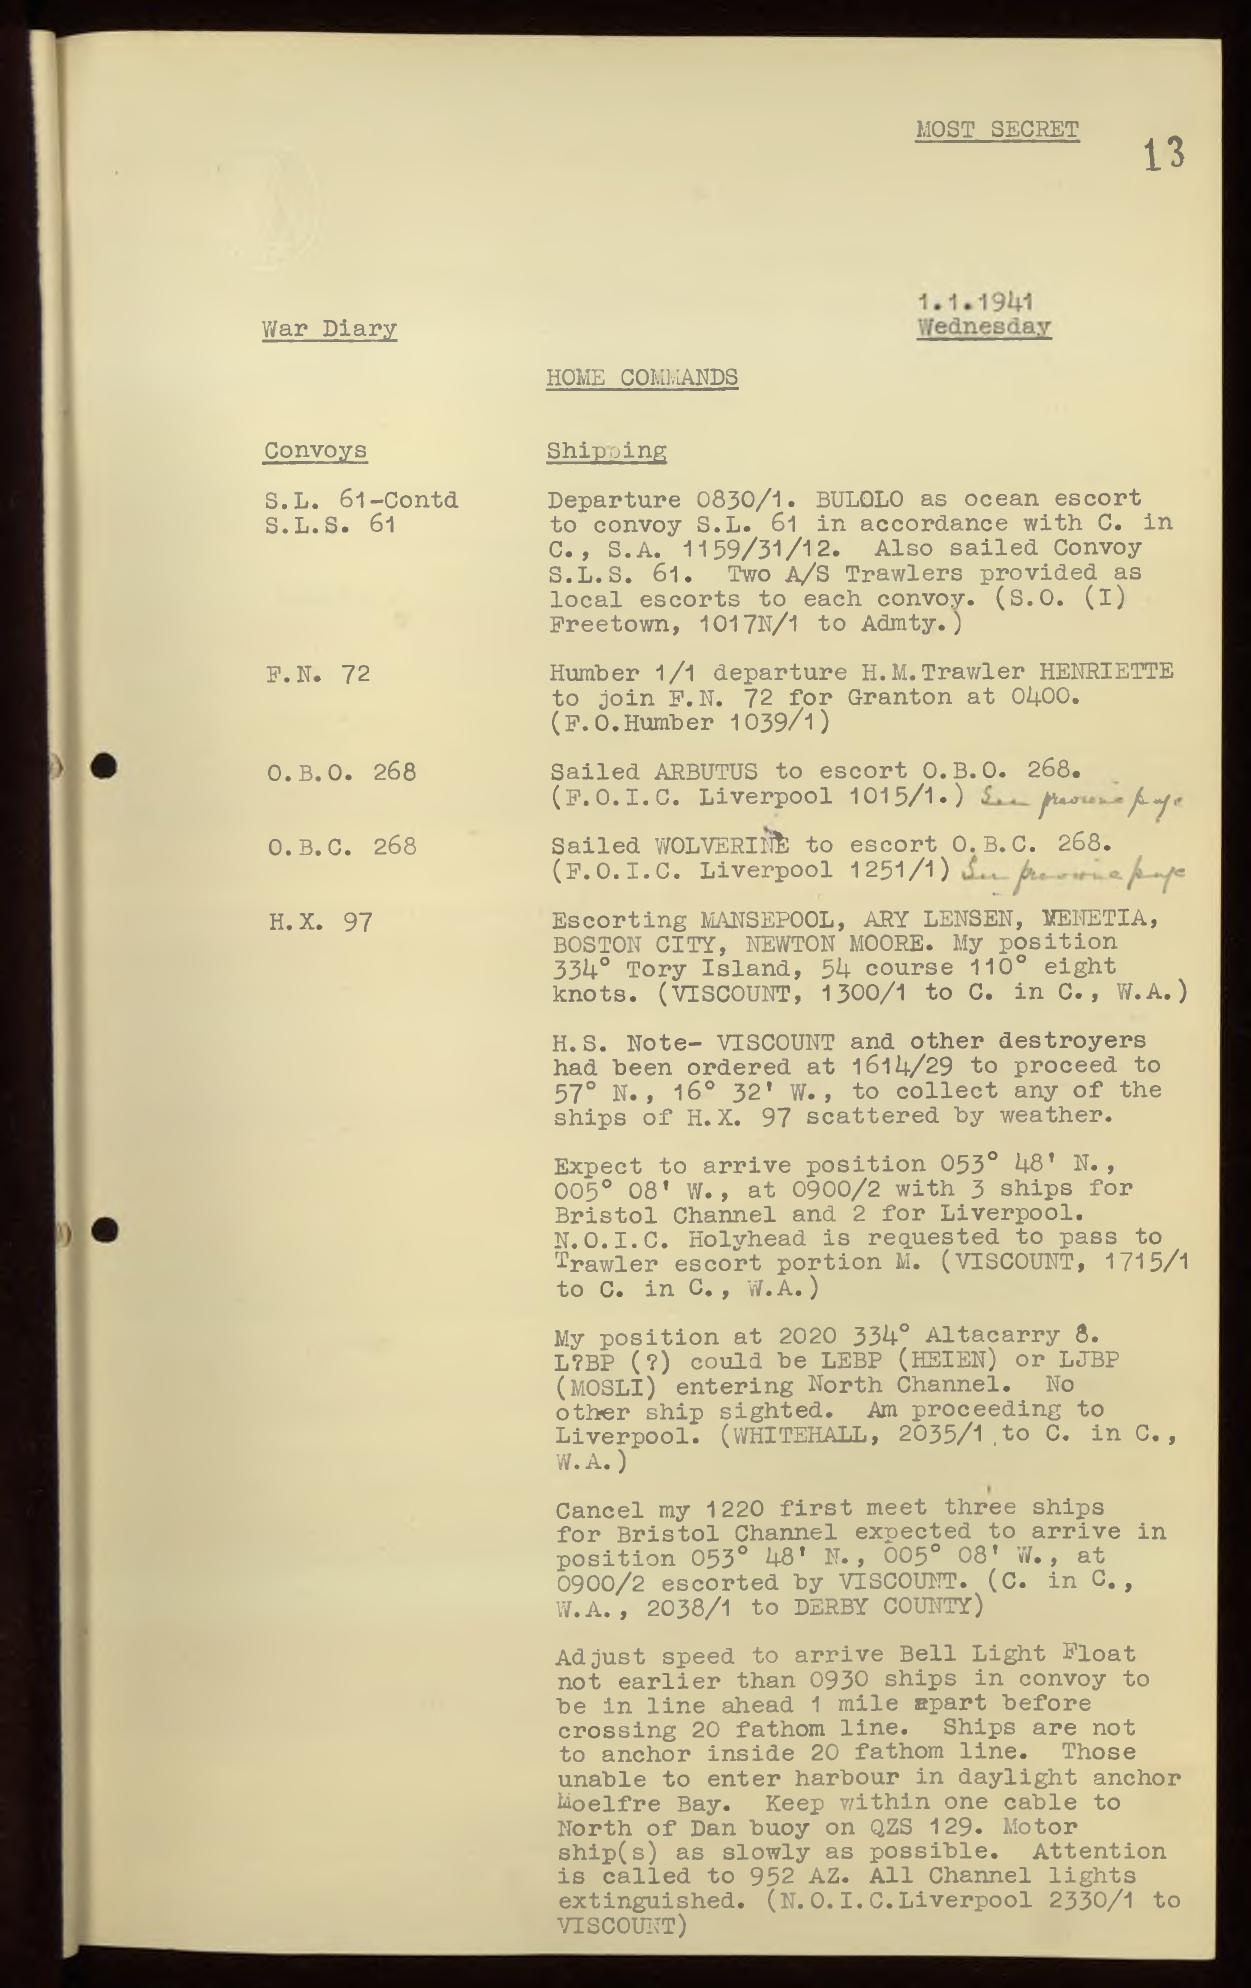 MOST SECRET
13
1.1.1941
War Diary
Wednesday
HOME COMMANDS
Convoys
Shipping
S.L. 61-Contd
S.L.S. 61
Departure 0830/1. BULOLO as ocean escort
to convoy S.L. 61 in accordance with C. in
C., S.A. 1159/31/12. Also sailed Convoy
S.L.S. 61. Two A/S Trawlers provided as
local escorts to each convoy. (S.O. (I)
Freetown, 1017N/1 to Admty.)
F.N. 72
Humber 1/1 departure H.M.Trawler HENRIETTE
to join F.N. 72 for Granton at 0400.
(F.O.Humber 1039/1)
O.B.O. 268
Sailed ARBUTUS to escort O.B.O. 268.
(F.O.I.C. Liverpool 1015/1.) See previous page
O.B.C. 268
Sailed WOLVERINE to escort O.B.C. 268.
(F.O.I.C. Liverpool 1251/1) See previous page
H.X. 97
Escorting MANSEPOOL, ARY LENSEN, VENETIA,
BOSTON CITY, NEWTON MOORE. My position
334° Tory Island, 54 course 110° eight
knots. (VISCOUNT, 1300/1 to C. in C., W.A.)
H.S. Note- VISCOUNT and other destroyers
had been ordered at 1614/29 to proceed to
57° N., 16° 32' W., to collect any of the
ships of H.X. 97 scattered by weather.
Expect to arrive position 053° 48' N.,
005° 08' W., at 0900/2 with 3 ships for
Bristol Channel and 2 for Liverpool.
N.O.I.C. Holyhead is requested to pass to
Trawler escort portion M. (VISCOUNT, 1715/1
to C. in C., W.A.)
My position at 2020 334° Altacarry 8.
L?BP (?) could be LEBP (HEIEN) or LJBP
(MOSLI) entering North Channel. No
other ship sighted. Am proceeding to
Liverpool. (WHITEHALL, 2035/1 to C. in C.,
W.A.)
Cancel my 1220 first meet three ships
for Bristol Channel expected to arrive in
position 053° 48' N., 005° 08' W., at
0900/2 escorted by VISCOUNT. (C. in C.,
W.A., 2038/1 to DERBY COUNTY)
Adjust speed to arrive Bell Light Float
not earlier than 0930 ships in convoy to
be in line ahead 1 mile apart before
crossing 20 fathom line. Ships are not
to anchor inside 20 fathom line. Those
unable to enter harbour in daylight anchor
Moelfre Bay. Keep within one cable to
North of Dan buoy on QZS 129. Motor
ship(s) as slowly as possible. Attention
is called to 952 AZ. All Channel lights
extinguished. (N.O.I.C.Liverpool 2330/1 to
VISCOUNT)